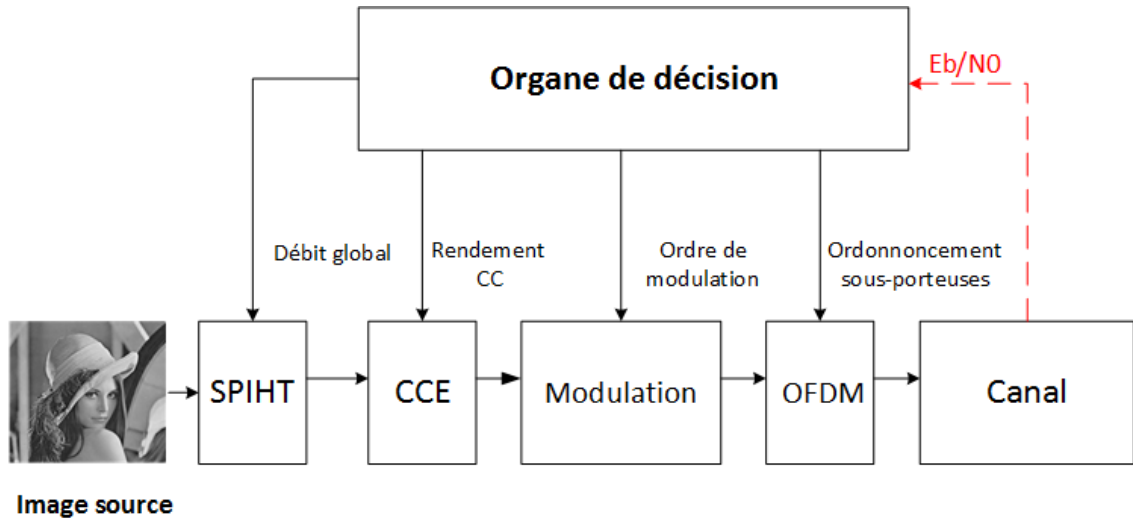 Organe de décision
Eb/N0
Débit global
Rendement
CC
Ordre de
modulation
Ordonnoncement
sous-porteuses
SPIHT
CCE
Modulation
OFDM
Canal
Image source